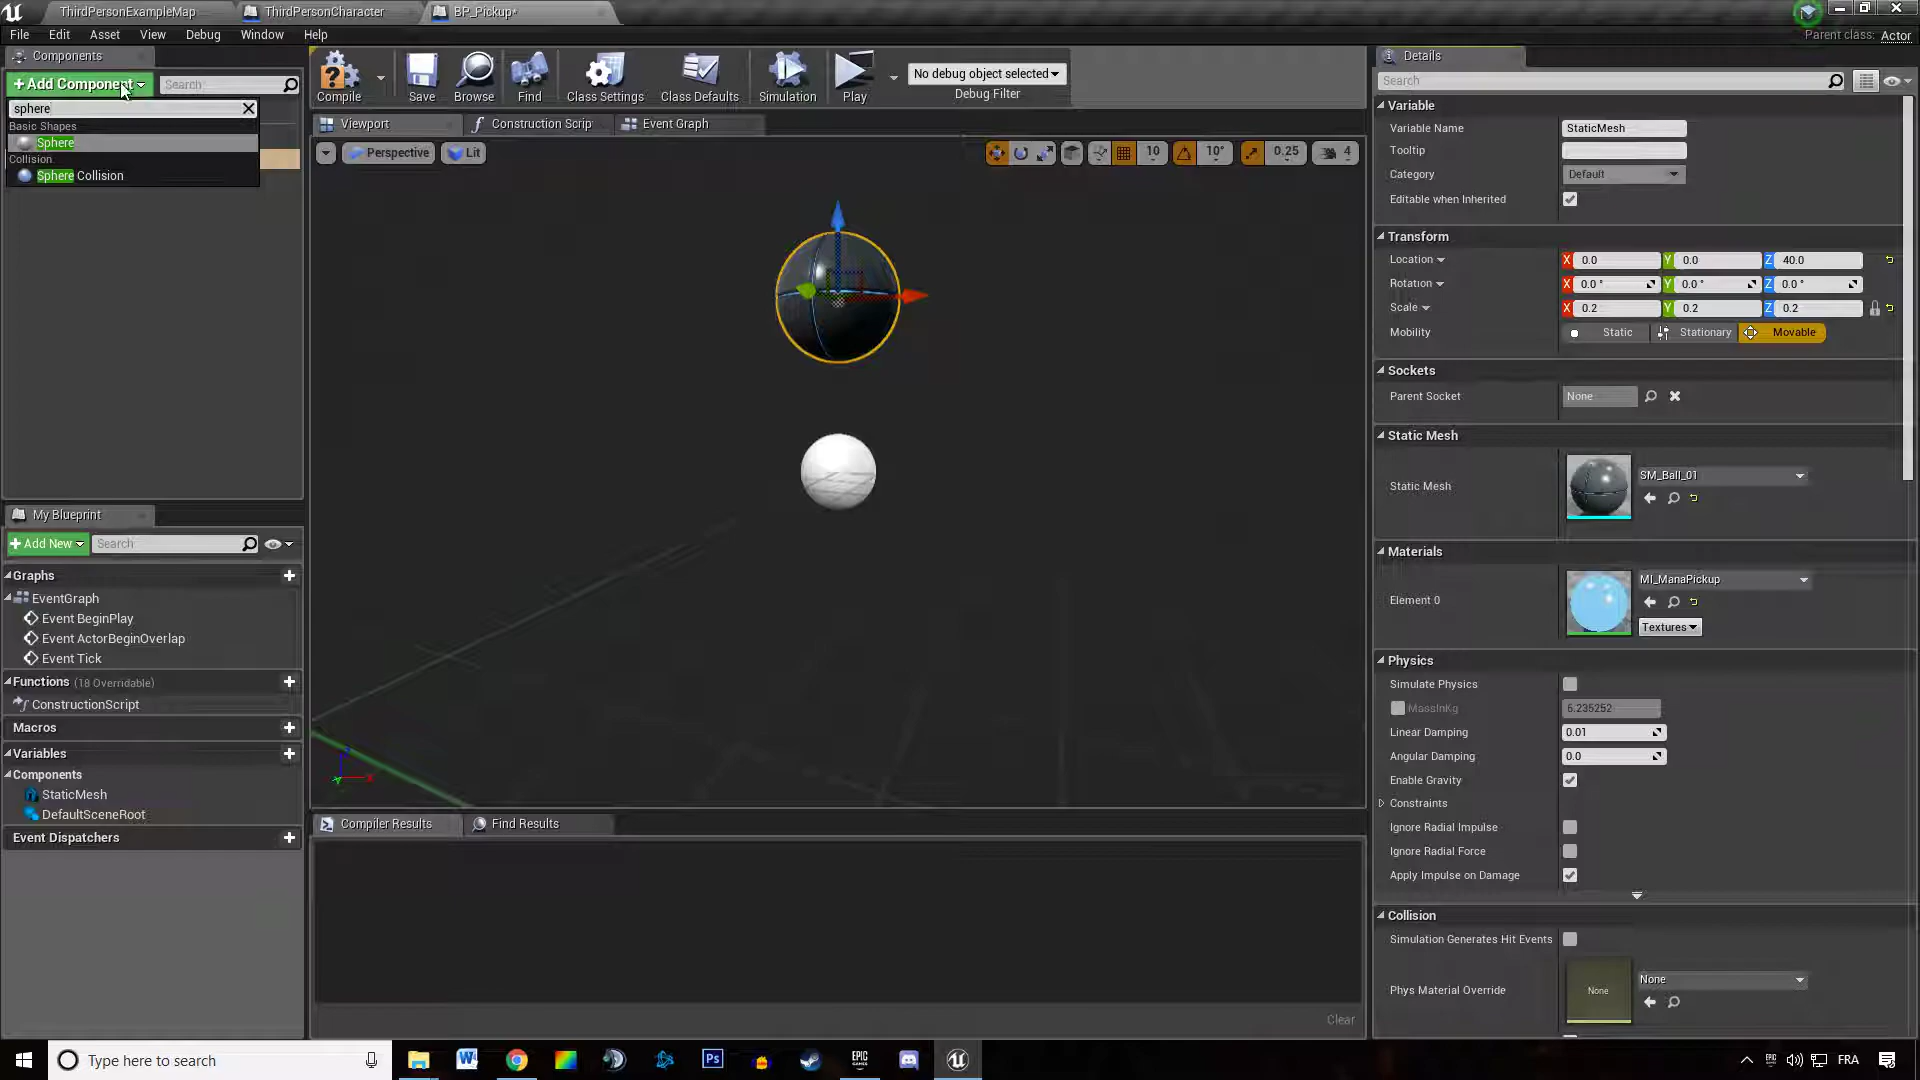 ThirdPersonExampleMap
ThirdPersonCharacter
BP_Pickup*
File Edit Asset View Debug Window Help
Parent class: Actor
Components
+Add Component Search
sphere
Basic Shapes
Sphere
Collision
Sphere Collision
Compile
Save
Browse
Find
Class Settings
Class Defaults
Simulation
Play
No debug object selected
Debug Filter
Viewport
Construction Scrip
Event Graph
Perspective
Lit
10
10°
0.25
4
My Blueprint
+Add New Search
Graphs
EventGraph
Event BeginPlay
Event ActorBeginOverlap
Event Tick
Functions (18 Overridable)
ConstructionScript
Macros
Variables
Components
StaticMesh
DefaultSceneRoot
Event Dispatchers
Compiler Results
Find Results
Clear
Details
Search
Variable
Variable Name StaticMesh
Tooltip
Category Default
Editable when Inherited
Transform
Location X 0.0 Y 0.0 Z 40.0
Rotation X 0.0 ° Y 0.0 ° Z 0.0 °
Scale X 0.2 Y 0.2 Z 0.2
Mobility Static Stationary Movable
Sockets
Parent Socket None
Static Mesh
Static Mesh SM_Ball_01
Materials
Element 0 MI_ManaPickup
Textures
Physics
Simulate Physics
MassInKg 6.235252
Linear Damping 0.01
Angular Damping 0.0
Enable Gravity
Constraints
Ignore Radial Impulse
Ignore Radial Force
Apply Impulse on Damage
Collision
Simulation Generates Hit Events
Phys Material Override None None
Type here to search
W
Ps
EPIC
GAMES
FRA